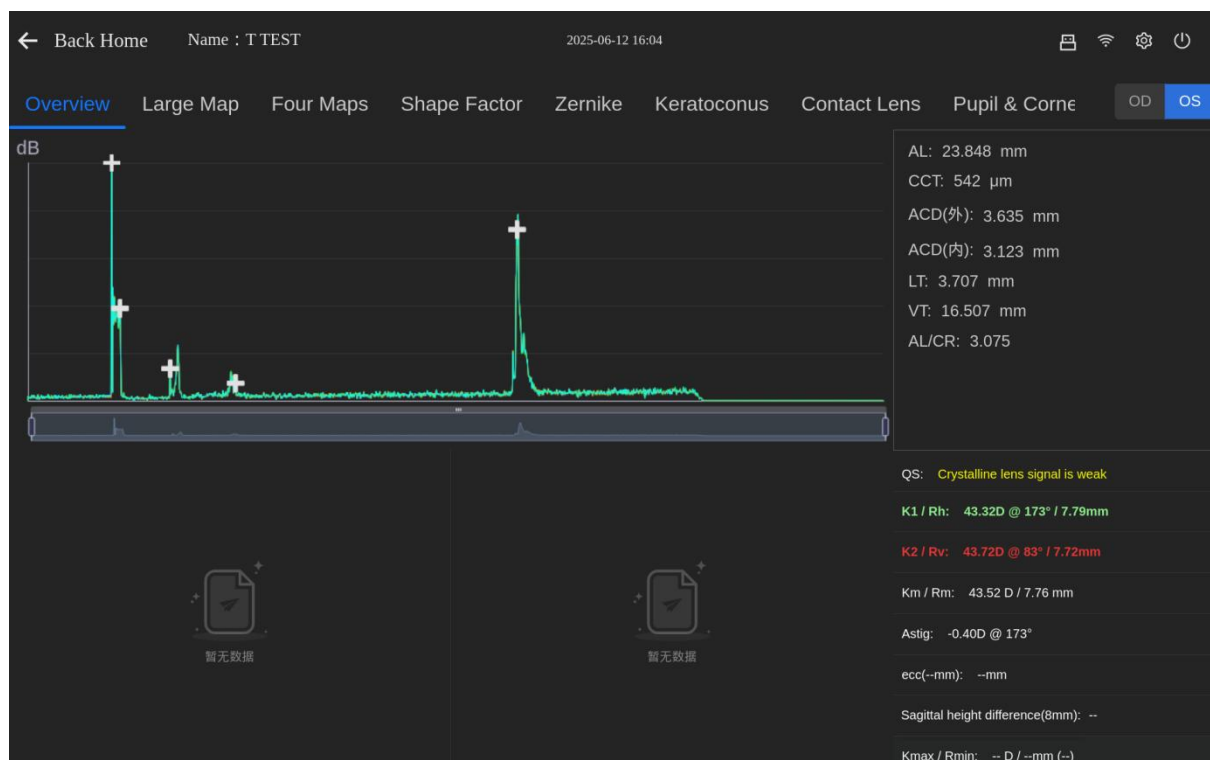 Back Home Name：T TEST 2025-06-12 16:04
Overview Large Map Four Maps Shape Factor Zernike Keratoconus Contact Lens Pupil & Corne OD OS
dB
AL: 23.848 mm
CCT: 542 μm
ACD(外): 3.635 mm
ACD(内): 3.123 mm
LT: 3.707 mm
VT: 16.507 mm
AL/CR: 3.075
QS: Crystalline lens signal is weak
K1 / Rh: 43.32D @ 173° / 7.79mm
K2 / Rv: 43.72D @ 83° / 7.72mm
Km / Rm: 43.52 D / 7.76 mm
Astig: -0.40D @ 173°
ecc(--mm): --mm
Sagittal height difference(8mm): --
Kmax / Rmin: -- D / --mm (--)
暂无数据 暂无数据